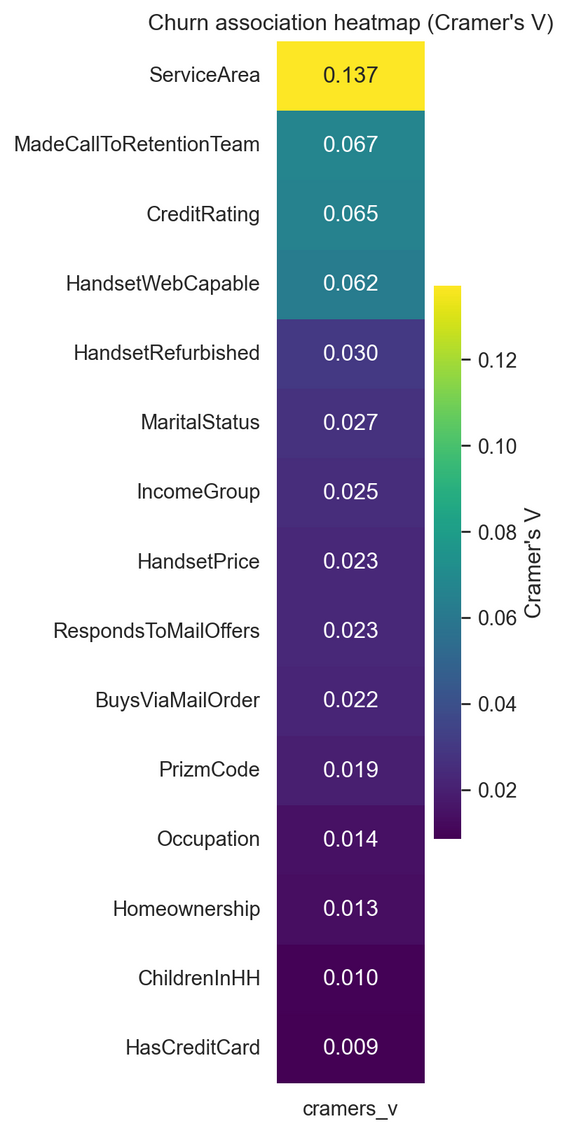 Churn association heatmap (Cramer's V)
ServiceArea 0.137
MadeCallToRetentionTeam 0.067
CreditRating 0.065
HandsetWebCapable 0.062
HandsetRefurbished 0.030
MaritalStatus 0.027
IncomeGroup 0.025
HandsetPrice 0.023
RespondsToMailOffers 0.023
BuysViaMailOrder 0.022
PrizmCode 0.019
Occupation 0.014
Homeownership 0.013
ChildrenInHH 0.010
HasCreditCard 0.009
cramers_v
0.12
0.10
0.08
0.06
0.04
0.02
Cramer's V